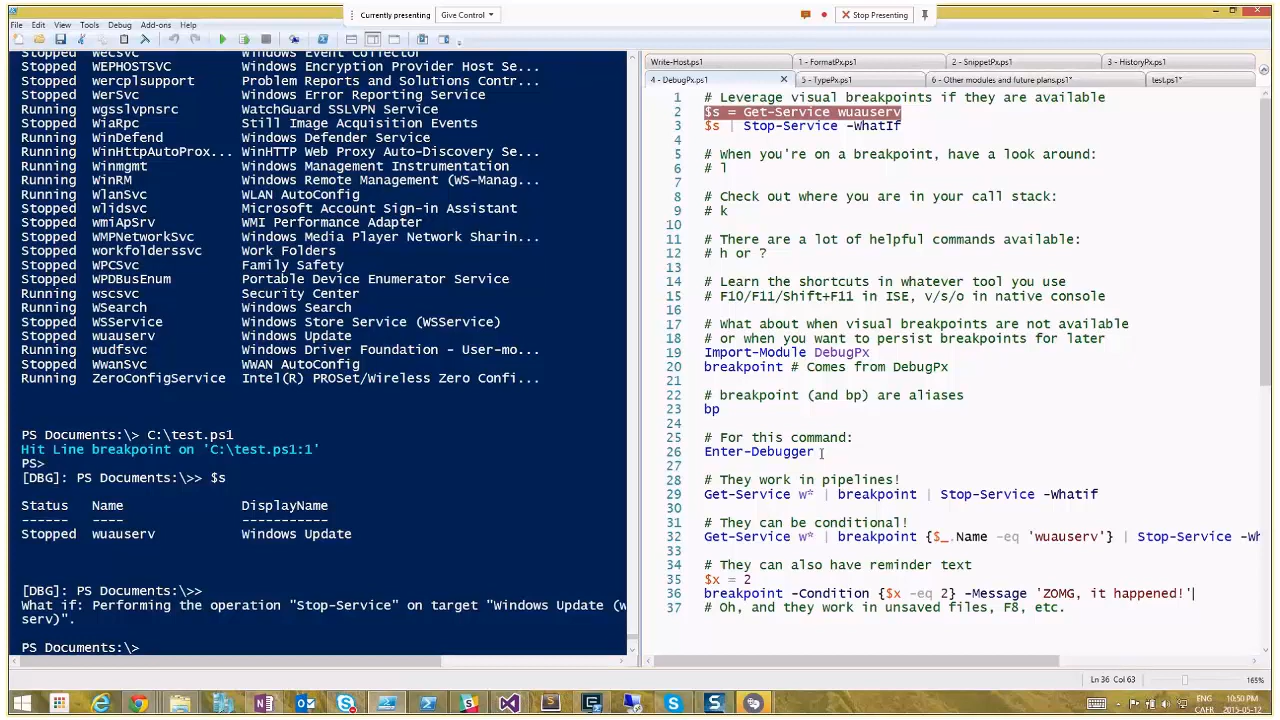 Currently presenting
Give Control
Stop Presenting
File Edit View Tools Debug Add-ons Help
Stopped wecsvc Windows Event Collector
Stopped WEPHOSTSVC Windows Encryption Provider Host Se...
Stopped wercplsupport Problem Reports and Solutions Contr...
Stopped WerSvc Windows Error Reporting Service
Running wgsslvpnsrc WatchGuard SSLVPN Service
Running WiaRpc Still Image Acquisition Events
Running WinDefend Windows Defender Service
Running WinHttpAutoProx... WinHTTP Web Proxy Auto-Discovery Se...
Running Winmgmt Windows Management Instrumentation
Running WinRM Windows Remote Management (WS-Manag...
Running WlanSvc WLAN AutoConfig
Stopped wlidsvc Microsoft Account Sign-in Assistant
Stopped wmiApSrv WMI Performance Adapter
Stopped WMPNetworkSvc Windows Media Player Network Sharin...
Stopped workfolderssvc Work Folders
Stopped WPCSvc Family Safety
Stopped WPDBusEnum Portable Device Enumerator Service
Running wscsvc Security Center
Running WSearch Windows Search
Stopped WSService Windows Store Service (WSService)
Stopped wuauserv Windows Update
Running wudfsvc Windows Driver Foundation - User-mo...
Stopped WwanSvc WWAN AutoConfig
Running ZeroConfigService Intel(R) PROSet/Wireless Zero Confi...
PS Documents:\> C:\test.ps1
Hit Line breakpoint on 'C:\test.ps1:1'
PS>
[DBG]: PS Documents:\>> $s
Status Name DisplayName
------ ---- -----------
Stopped wuauserv Windows Update
[DBG]: PS Documents:\>>
What if: Performing the operation "Stop-Service" on target "Windows Update (w
serv)".
PS Documents:\>
Write-Host.ps1 1 - FormatPx.ps1 2 - SnippetPx.ps1 3 - HistoryPx.ps1
4 - DebugPx.ps1 5 - TypePx.ps1 6 - Other modules and future plans.ps1* test.ps1*
1 # Leverage visual breakpoints if they are available
2 $s = Get-Service wuauserv
3 $s | Stop-Service -WhatIf
4
5 # When you're on a breakpoint, have a look around:
6 # l
7
8 # Check out where you are in your call stack:
9 # k
10
11 # There are a lot of helpful commands available:
12 # h or ?
13
14 # Learn the shortcuts in whatever tool you use
15 # F10/F11/Shift+F11 in ISE, v/s/o in native console
16
17 # What about when visual breakpoints are not available
18 # or when you want to persist breakpoints for later
19 Import-Module DebugPx
20 breakpoint # Comes from DebugPx
21
22 # breakpoint (and bp) are aliases
23 bp
24
25 # For this command:
26 Enter-Debugger
27
28 # They work in pipelines!
29 Get-Service w* | breakpoint | Stop-Service -Whatif
30
31 # They can be conditional!
32 Get-Service w* | breakpoint {$_.Name -eq 'wuauserv'} | Stop-Service -Wh
33
34 # They can also have reminder text
35 $x = 2
36 breakpoint -Condition {$x -eq 2} -Message 'ZOMG, it happened!'
37 # Oh, and they work in unsaved files, F8, etc.
Ln 36 Col 63
165%
ENG
CAFR
10:50 PM
2015-05-12